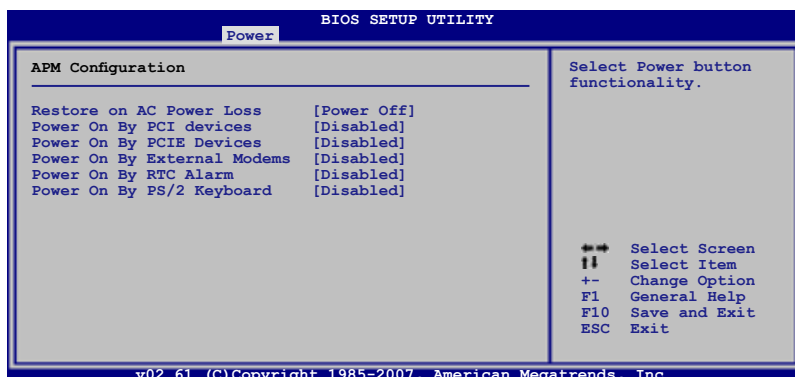 BIOS SETUP UTILITY
Power
APM Configuration
Restore on AC Power Loss [Power Off]
Power On By PCI devices [Disabled]
Power On By PCIE Devices [Disabled]
Power On By External Modems [Disabled]
Power On By RTC Alarm [Disabled]
Power On By PS/2 Keyboard [Disabled]
Select Power button
functionality.
←→ Select Screen
↑↓ Select Item
+- Change Option
F1 General Help
F10 Save and Exit
ESC Exit
v02.61 (C)Copyright 1985-2007, American Megatrends, Inc.